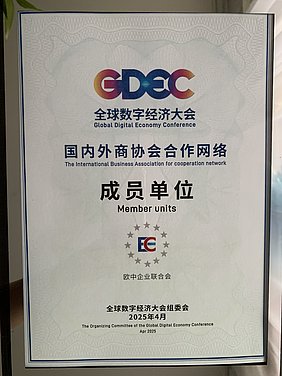 GDEC
全球数字经济大会
Global Digital Economy Conference
国内外商协会合作网络
The International Business Association for cooperation network
成员单位
Member units
EC
欧中企业联合会
全球数字经济大会组委会
2025年4月
The Organizing Committee of the Global Digital Economy Conference
Apr 2025